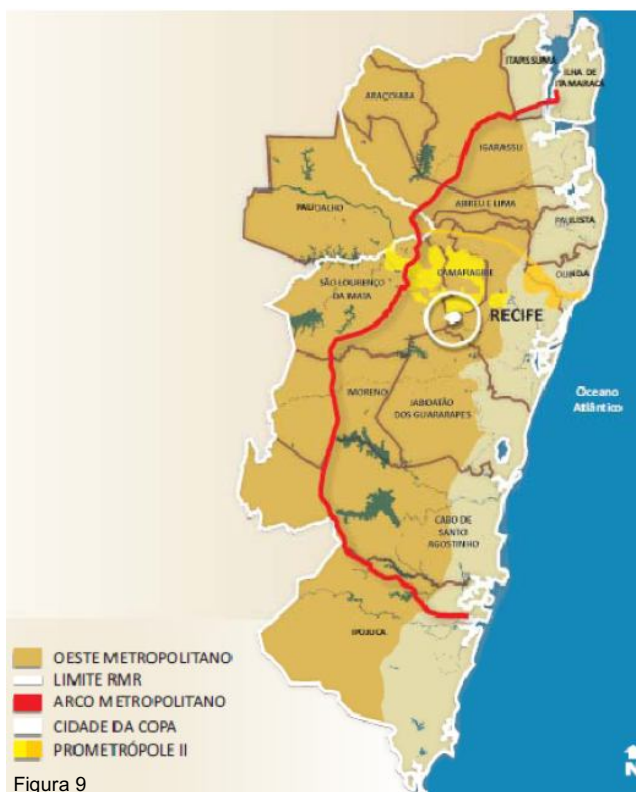 ITAPISSUMA
ILHA DE
ITAMARACÁ
ARAÇOIABA
IGARASSU
ABREU E LIMA
PAUDALHO
PAULISTA
CAMARAGIBE
OLINDA
SÃO LOURENÇO
DA MATA
RECIFE
MORENO
JABOATÃO
DOS GUARARAPES
Oceano
Atlântico
CABO DE
SANTO
AGOSTINHO
IPOJUCA
OESTE METROPOLITANO
LIMITE RMR
ARCO METROPOLITANO
CIDADE DA COPA
PROMETRÓPOLE II
N
Figura 9